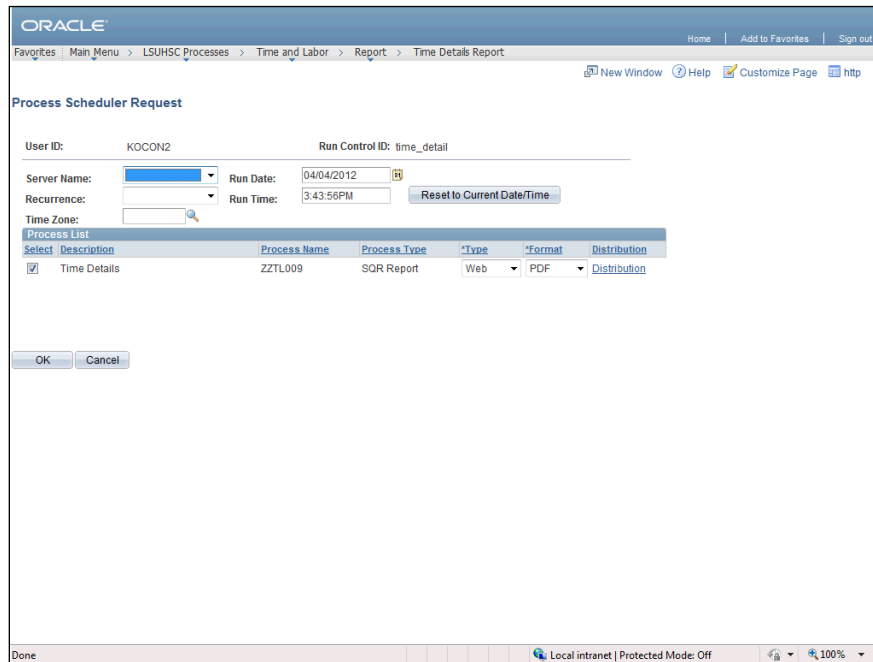 ORACLE
Home | Add to Favorites | Sign out
Favorites Main Menu > LSUHSC Processes > Time and Labor > Report > Time Details Report
New Window Help Customize Page http
Process Scheduler Request
User ID: KOCON2 Run Control ID: time_detail
Server Name: Run Date: 04/04/2012
Recurrence: Run Time: 3:43:56PM Reset to Current Date/Time
Time Zone:
Process List
Select Description Process Name Process Type *Type *Format Distribution
Time Details ZZTL009 SQR Report Web PDF Distribution
OK Cancel
Done Local intranet | Protected Mode: Off 100%